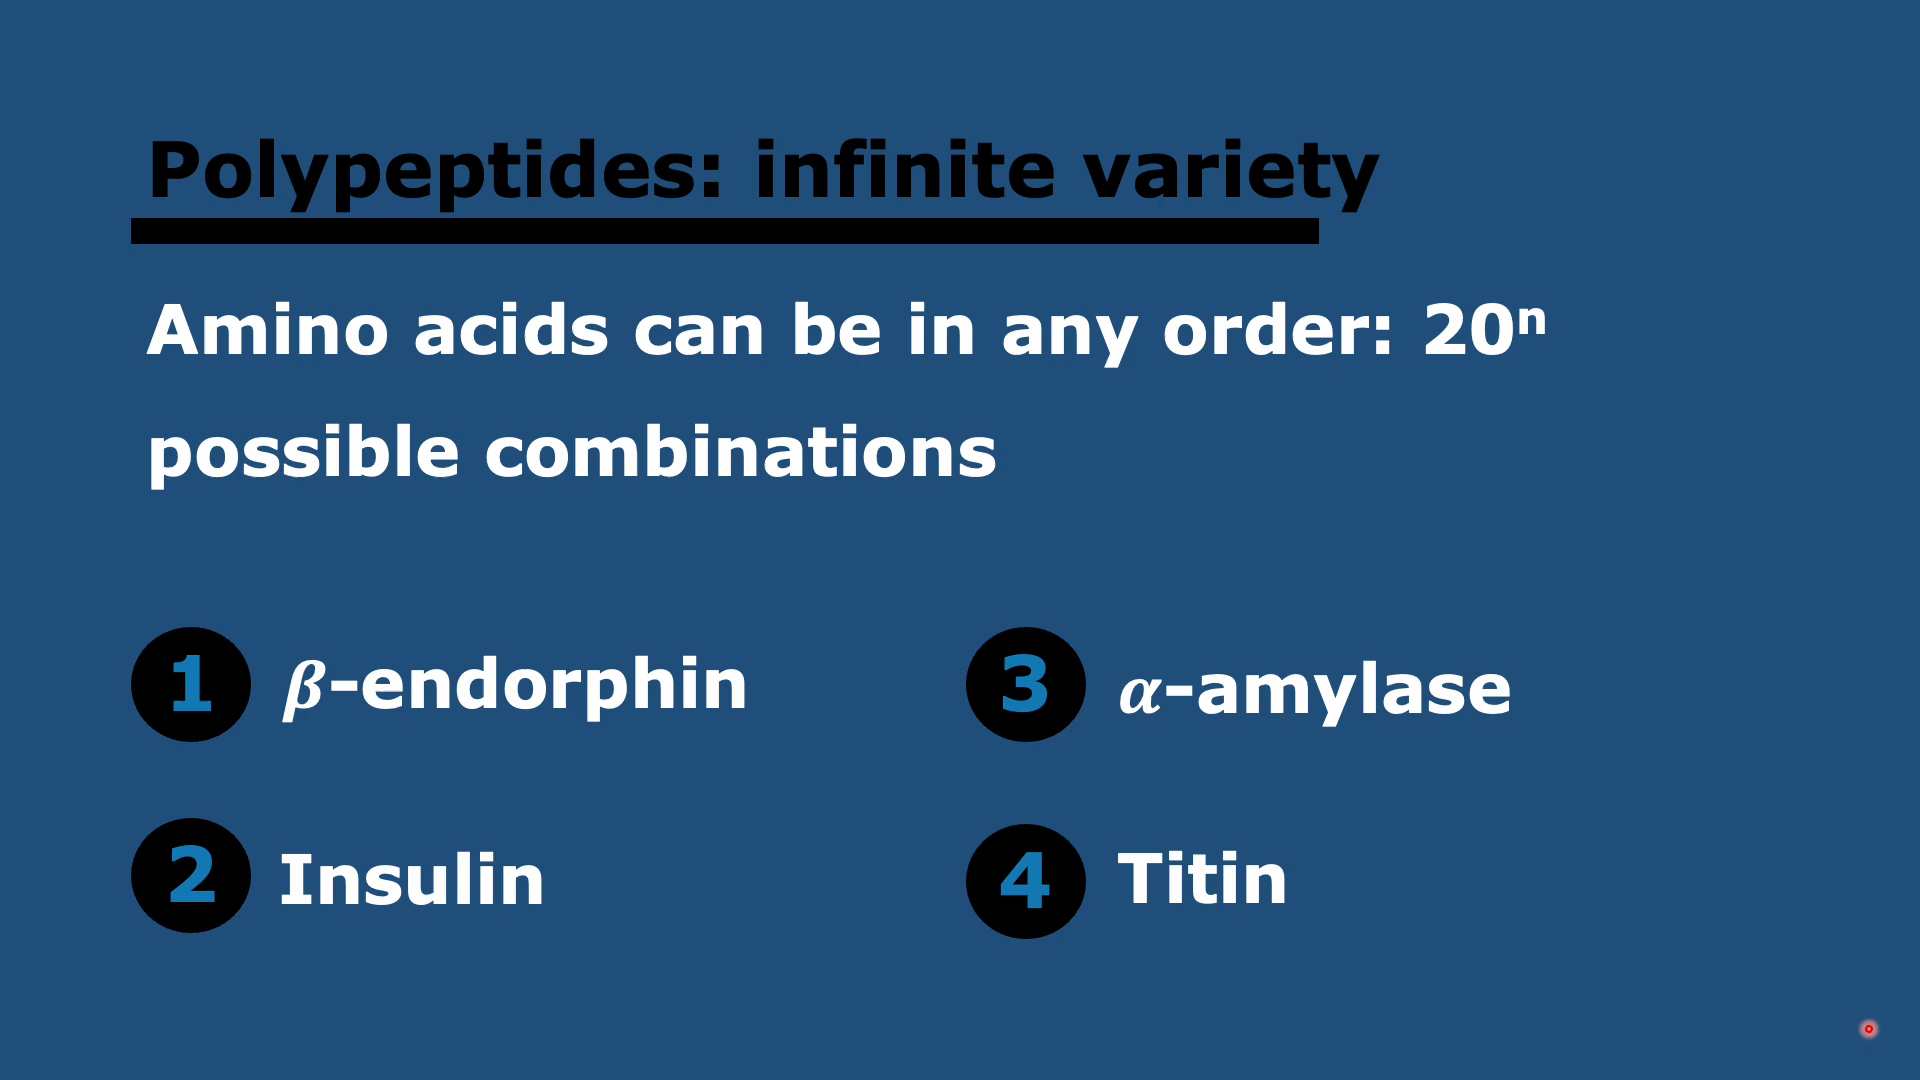 Polypeptides: infinite variety
Amino acids can be in any order: 20ⁿ
possible combinations
1 β-endorphin
3 α-amylase
2 Insulin
4 Titin